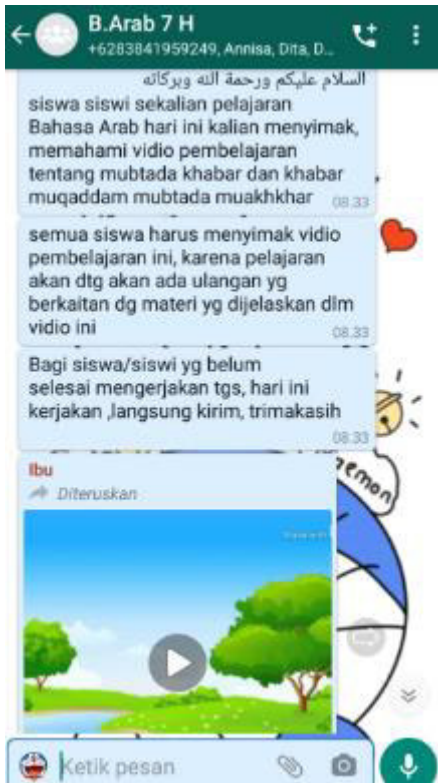 B.Arab 7 H
+6283841959249, Annisa, Dita, D...
السلام عليكم ورحمة الله وبركاته
siswa siswi sekalian pelajaran
Bahasa Arab hari ini kalian menyimak,
memahami vidio pembelajaran
tentang mubtada khabar dan khabar
muqaddam mubtada muakhkhar
08.33
semua siswa harus menyimak vidio
pembelajaran ini, karena pelajaran
akan dtg akan ada ulangan yg
berkaitan dg materi yg dijelaskan dlm
vidio ini
08.33
Bagi siswa/siswi yg belum
selesai mengerjakan tgs, hari ini
kerjakan ,langsung kirim, trimakasih
08.33
Ibu
Diteruskan
Ketik pesan